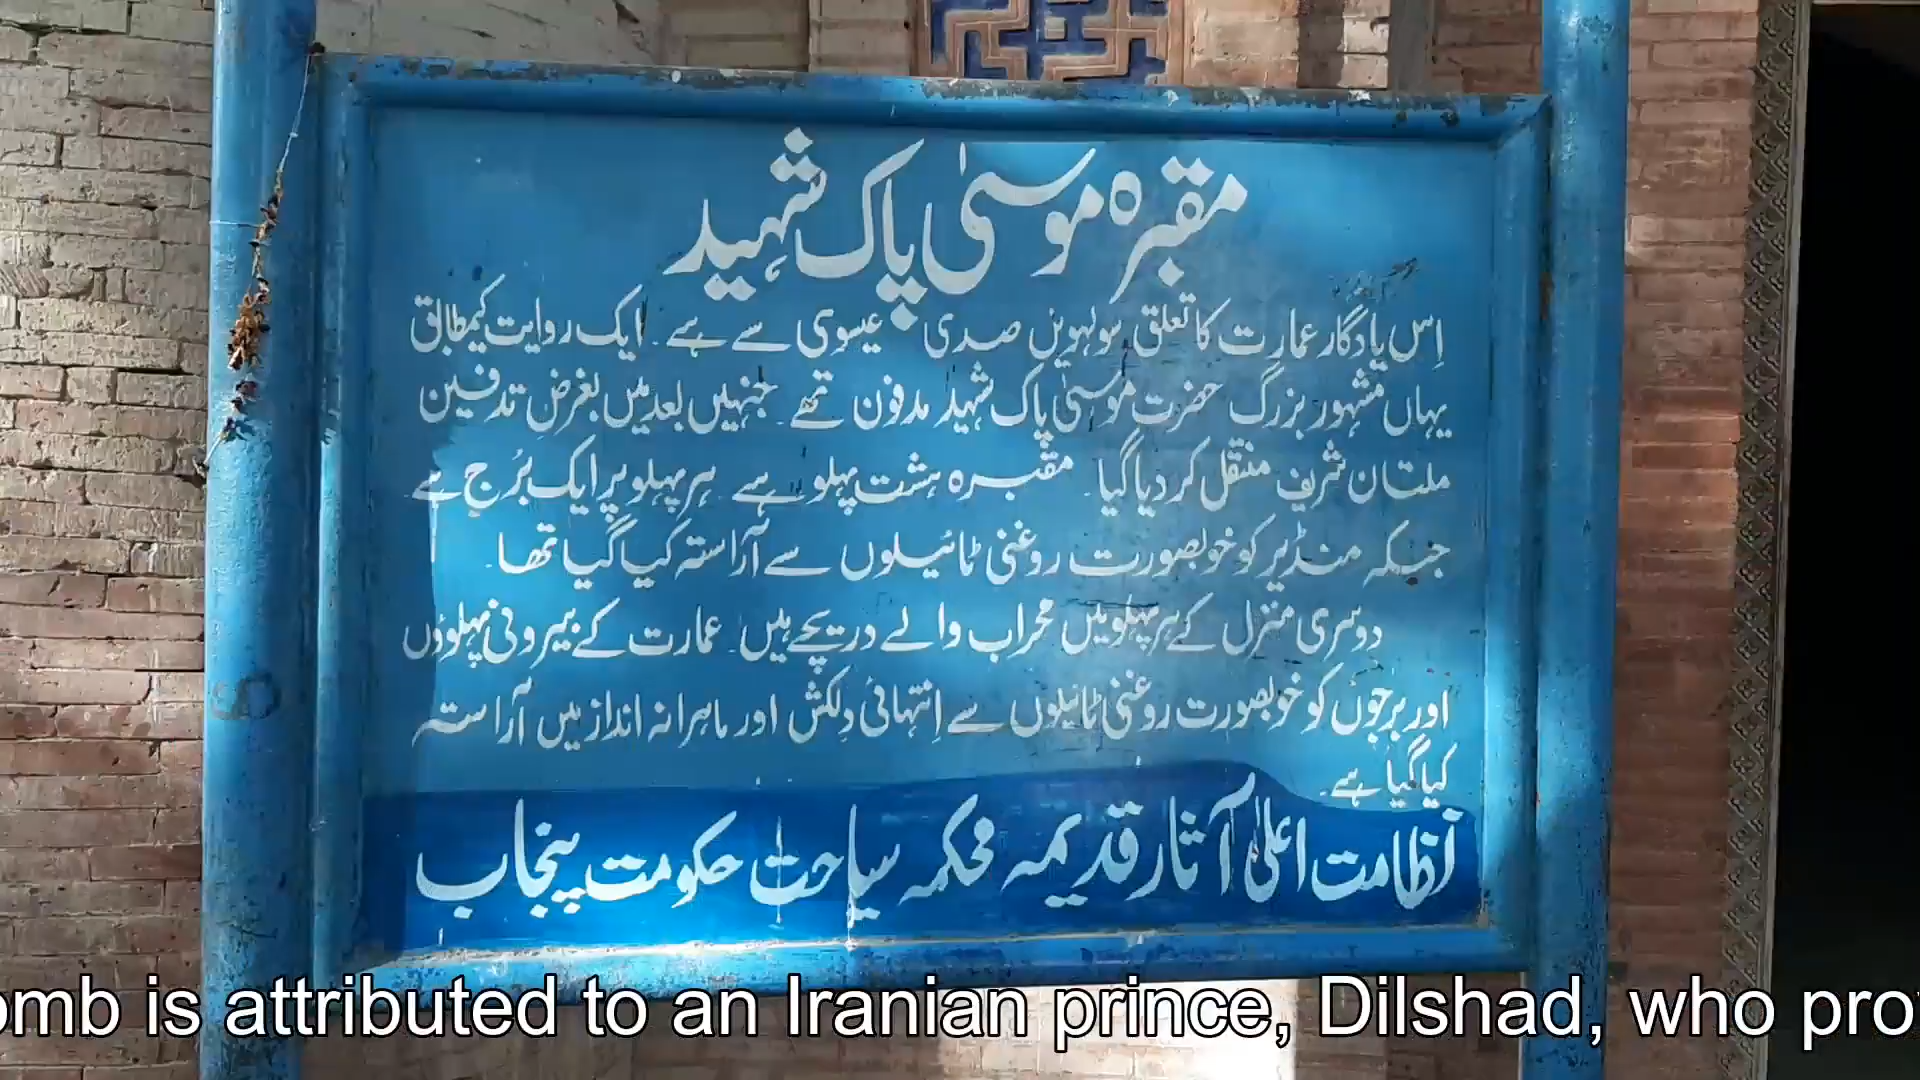 مقبرہ موسیٰ پاک شہید
اِس یادگار عمارت کا تعلق سولہویں صدی عیسوی سے ہے۔ ایک روایت کیمطابق
یہاں مشہور بزرگ حضرت موسیٰ پاک شہید مدفون تھے۔ جنہیں بعد میں بغرضِ تدفین
ملتان شریف منتقل کر دیا گیا۔ مقبرہ ہشت پہلو ہے۔ ہر پہلو پر ایک بُرج ہے
جبکہ منڈیر کو خوبصورت روغنی ٹائیلوں سے آراستہ کیا گیا تھا۔
دوسری منزل کے ہر پہلو میں محراب والے دریچے ہیں۔ عمارت کے بیرونی پہلوؤں
اور برجوں کو خوبصورت روغنی ٹائیلوں سے اِنتہائی دِلکش اور ماہرانہ انداز میں آراستہ
کیا گیا ہے۔
نظامت اعلیٰ آثار قدیمہ محکمہ سیاحت حکومت پنجاب
omb is attributed to an Iranian prince, Dilshad, who pro